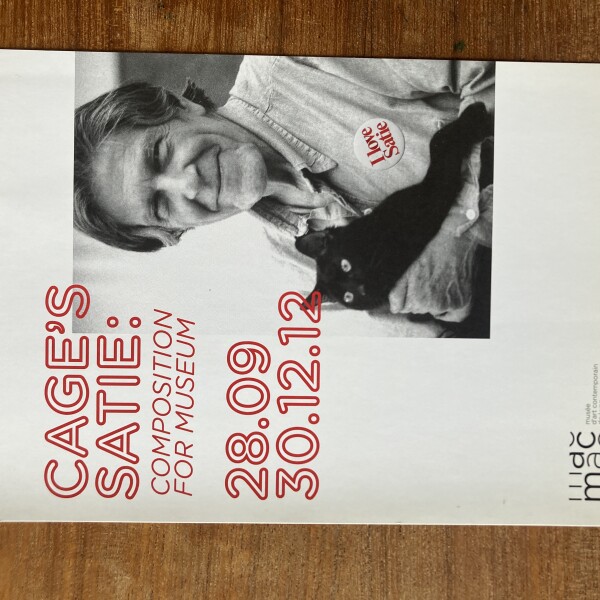 I love
Satie
CAGE'S
SATIE:
COMPOSITION
FOR MUSEUM
28.09
30.12.12
mac
musée
d'art contemporain